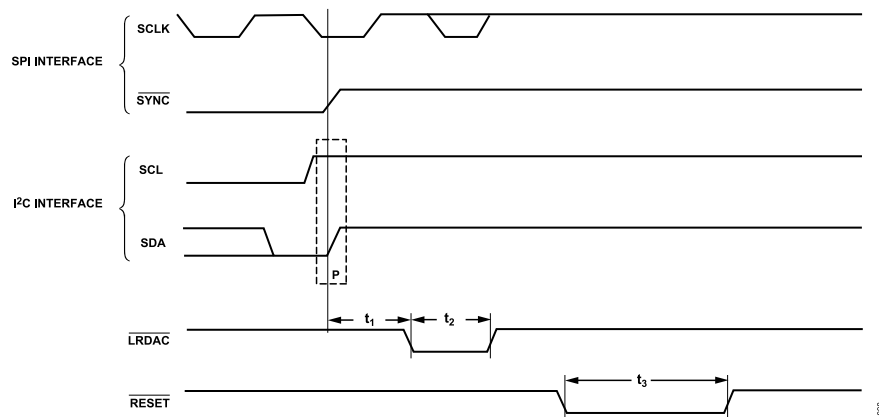 SCLK
SPI INTERFACE
SYNC
SCL
I²C INTERFACE
SDA
P
t₁
t₂
LRDAC
t₃
RESET